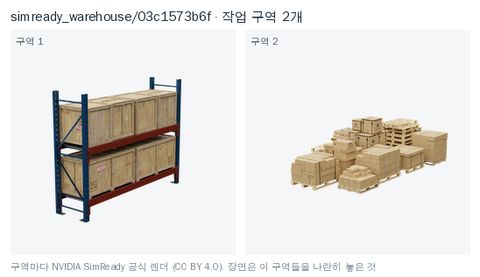 simready_warehouse/03c1573b6f · 작업 구역 2개
구역 1
구역 2
구역마다 NVIDIA SimReady 공식 렌더 (CC BY 4.0). 장면은 이 구역들을 나란히 놓은 것